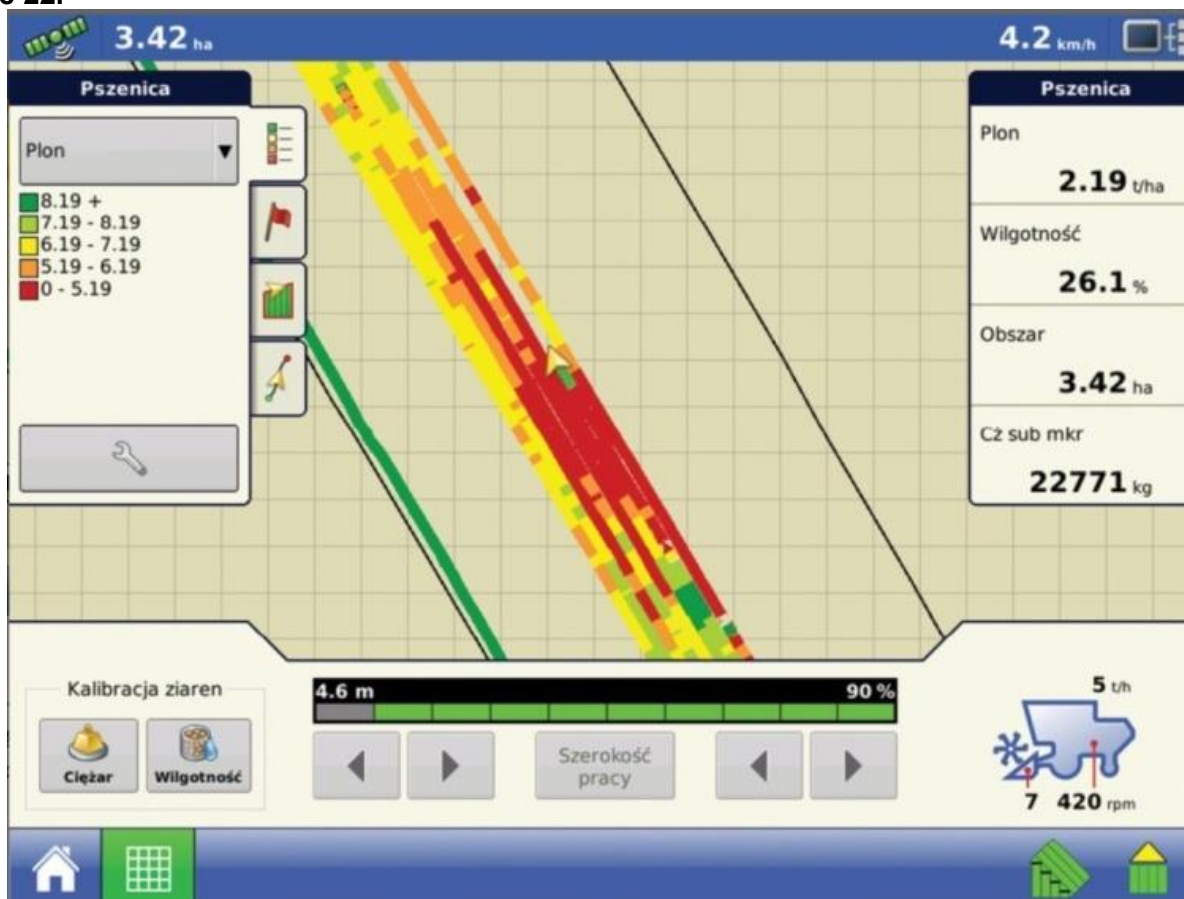 3.42 ha
4.2 km/h
Pszenica
Plon
8.19 +
7.19 - 8.19
6.19 - 7.19
5.19 - 6.19
0 - 5.19
Pszenica
Plon
2.19 t/ha
Wilgotność
26.1 %
Obszar
3.42 ha
Cż sub mkr
22771 kg
Kalibracja ziaren
Ciężar
Wilgotność
4.6 m
90 %
Szerokość
pracy
5 t/h
7
420 rpm